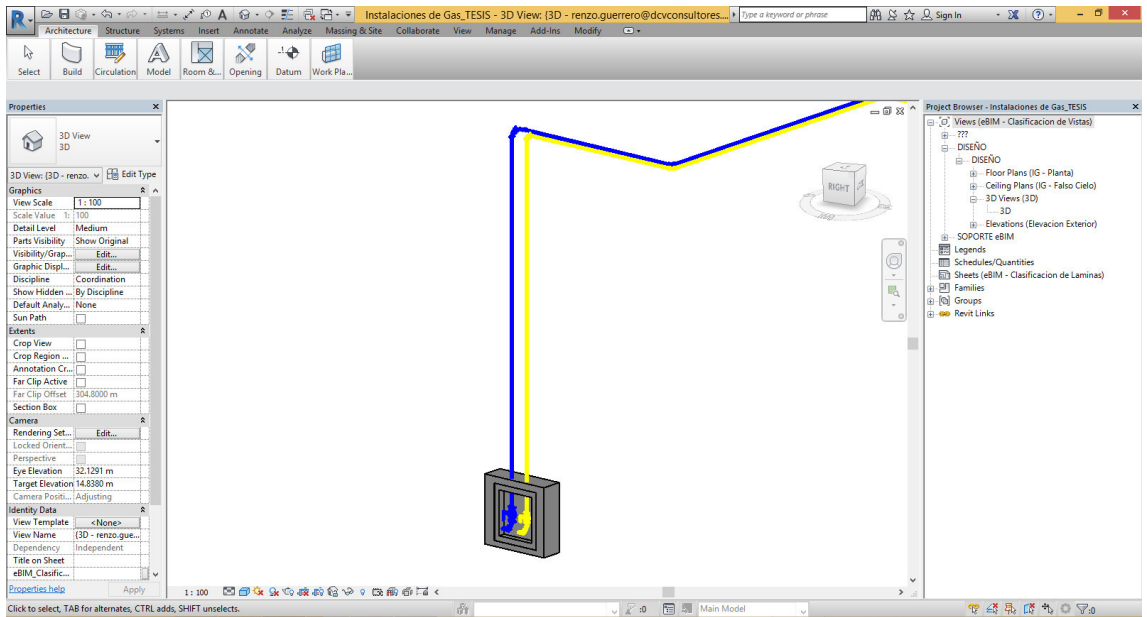 Instalaciones de Gas_TESIS - 3D View: {3D - renzo.guerrero@dcvconsultores....
Type a keyword or phrase
Sign In
Architecture Structure Systems Insert Annotate Analyze Massing & Site Collaborate View Manage Add-Ins Modify
Select Build Circulation Model Room &... Opening Datum Work Pla...
Properties
3D View
3D
3D View: {3D - renzo. Edit Type
Graphics
View Scale 1 : 100
Scale Value 1: 100
Detail Level Medium
Parts Visibility Show Original
Visibility/Grap... Edit...
Graphic Displ... Edit...
Discipline Coordination
Show Hidden ... By Discipline
Default Analy... None
Sun Path
Extents
Crop View
Crop Region ...
Annotation Cr...
Far Clip Active
Far Clip Offset 304.8000 m
Section Box
Camera
Rendering Set... Edit...
Locked Orient...
Perspective
Eye Elevation 32.1291 m
Target Elevation 14.8380 m
Camera Positi... Adjusting
Identity Data
View Template <None>
View Name {3D - renzo.gue...
Dependency Independent
Title on Sheet
eBIM_Clasific...
Properties help Apply
RIGHT
Project Browser - Instalaciones de Gas_TESIS
Views (eBIM - Clasificacion de Vistas)
???
DISEÑO
DISEÑO
Floor Plans (IG - Planta)
Ceiling Plans (IG - Falso Cielo)
3D Views (3D)
3D
Elevations (Elevacion Exterior)
SOPORTE eBIM
Legends
Schedules/Quantities
Sheets (eBIM - Clasificacion de Laminas)
Families
Groups
Revit Links
1 : 100
Click to select, TAB for alternates, CTRL adds, SHIFT unselects. :0 Main Model :0